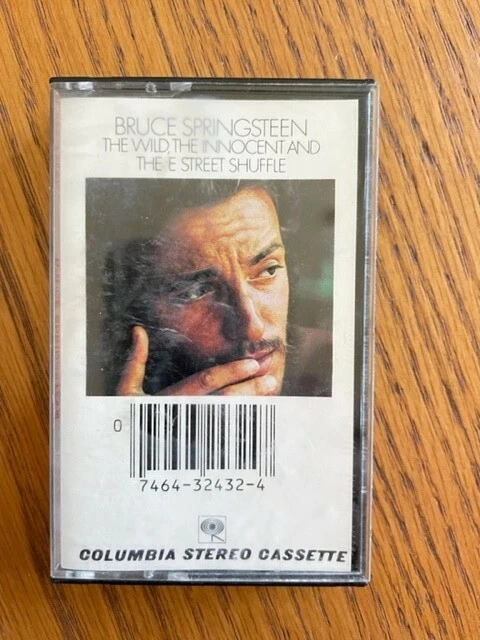 BRUCE SPRINGSTEEN
THE WILD, THE INNOCENT AND
THE E STREET SHUFFLE
0
7464-32432-4
COLUMBIA STEREO CASSETTE